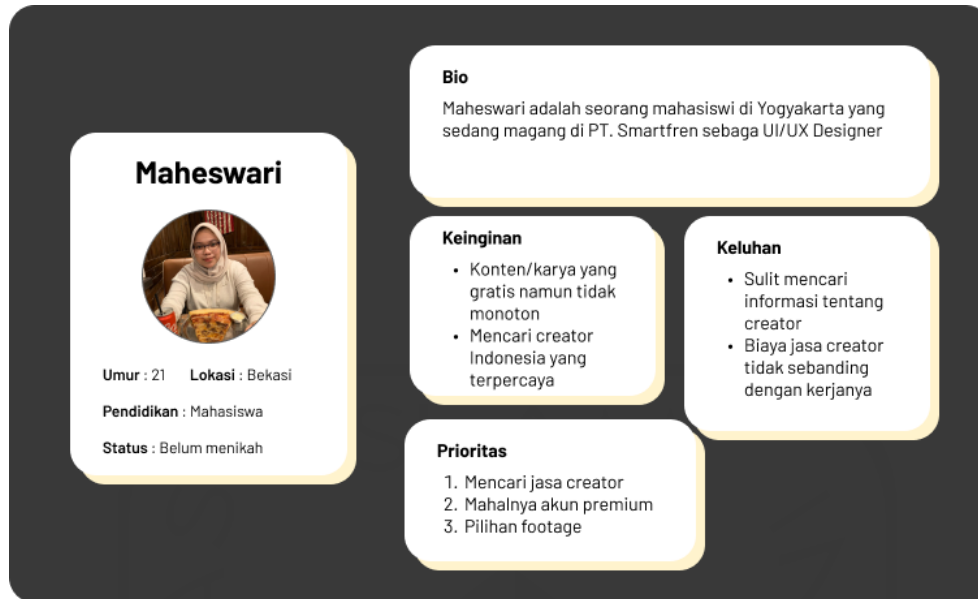 Maheswari
Umur : 21 Lokasi : Bekasi
Pendidikan : Mahasiswa
Status : Belum menikah
Bio
Maheswari adalah seorang mahasiswi di Yogyakarta yang
sedang magang di PT. Smartfren sebaga UI/UX Designer
Keinginan
• Konten/karya yang
gratis namun tidak
monoton
• Mencari creator
Indonesia yang
terpercaya
Keluhan
• Sulit mencari
informasi tentang
creator
• Biaya jasa creator
tidak sebanding
dengan kerjanya
Prioritas
1. Mencari jasa creator
2. Mahalnya akun premium
3. Pilihan footage